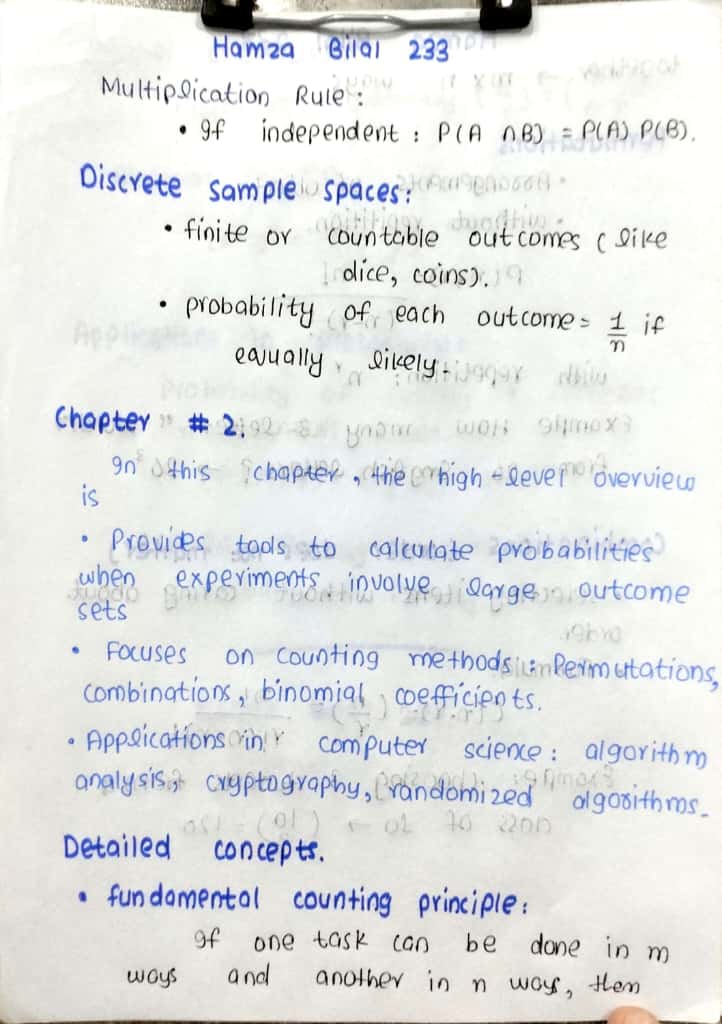 Hamza Bilal 233
Multiplication Rule:
• If independent : P(A ∩B) = P(A) P(B).
Discrete sample spaces:
• finite or countable outcomes (like
dice, coins).
• probability of each outcome = 1/n if
equally likely.
Chapter # 2.
In this chapter, the high-level overview
is
• Provides tools to calculate probabilities
when experiments involve large outcome
sets
• Focuses on counting methods: Permutations,
combinations, binomial coefficients.
• Applications in computer science: algorithm
analysis, cryptography, randomized algorithms.
Detailed concepts.
• fundamental counting principle:
If one task can be done in m
ways and another in n ways, then